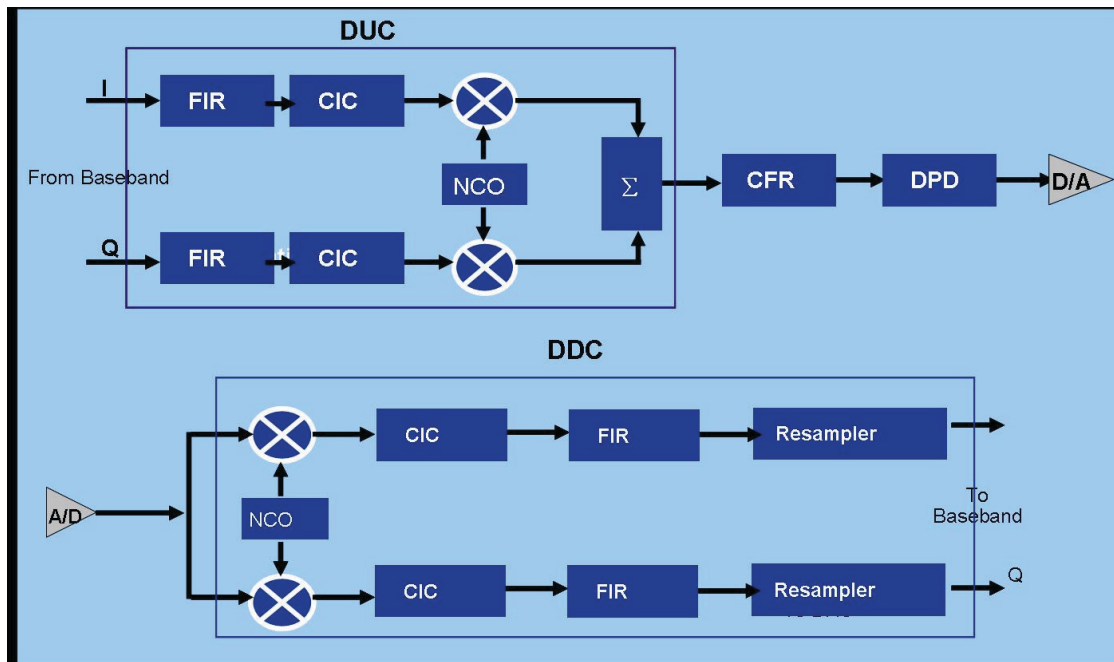 DUC
I
FIR
CIC
From Baseband
NCO
Σ
CFR
DPD
D/A
Q
FIR
CIC
DDC
CIC
FIR
Resampler
A/D
NCO
To
Baseband
CIC
FIR
Resampler
Q